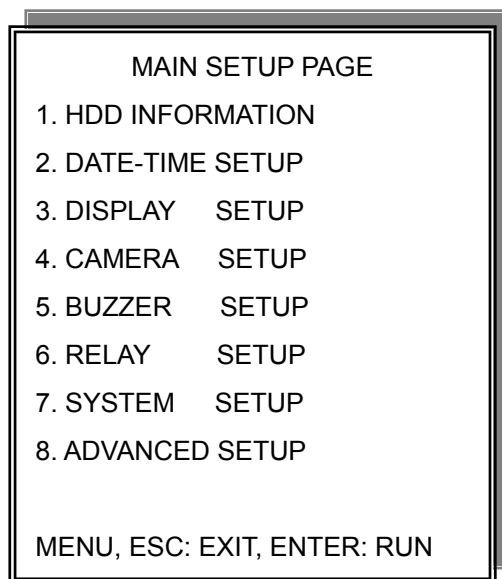 MAIN SETUP PAGE
1. HDD INFORMATION
2. DATE-TIME SETUP
3. DISPLAY SETUP
4. CAMERA SETUP
5. BUZZER SETUP
6. RELAY SETUP
7. SYSTEM SETUP
8. ADVANCED SETUP
MENU, ESC: EXIT, ENTER: RUN